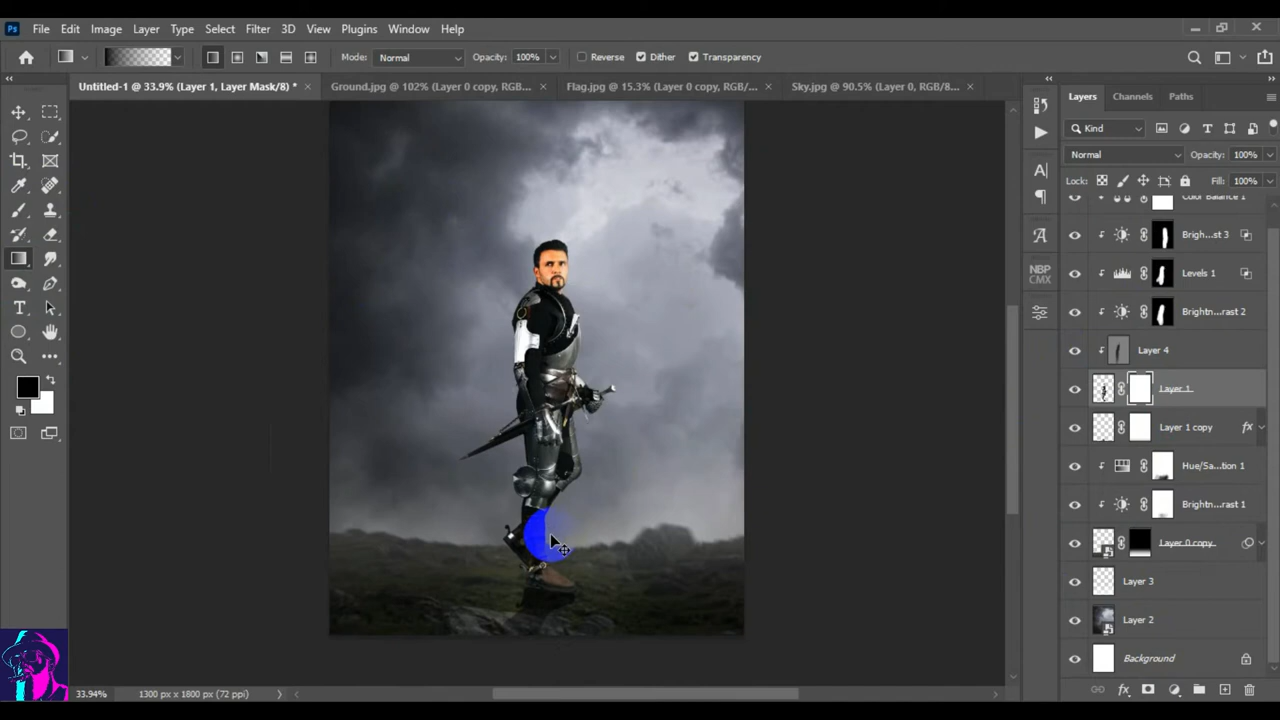 Ps File Edit Image Layer Type Select Filter 3D View Plugins Window Help
Mode: Normal Opacity: 100% Reverse Dither Transparency
Untitled-1 @ 33.9% (Layer 1, Layer Mask/8) * × Ground.jpg @ 102% (Layer 0 copy, RGB... × Flag.jpg @ 15.3% (Layer 0 copy, RGB/... × Sky.jpg @ 90.5% (Layer 0, RGB/8... ×
Layers Channels Paths
Kind
Normal Opacity: 100%
Lock: Fill: 100%
Color Balance 1
Brigh...st 3
Levels 1
Brightn...rast 2
Layer 4
Layer 1
Layer 1 copy fx
Hue/Sa...tion 1
Brightn...rast 1
Layer 0 copy
Layer 3
Layer 2
Background
NBP
CMX
33.94% 1300 px x 1800 px (72 ppi)
fx